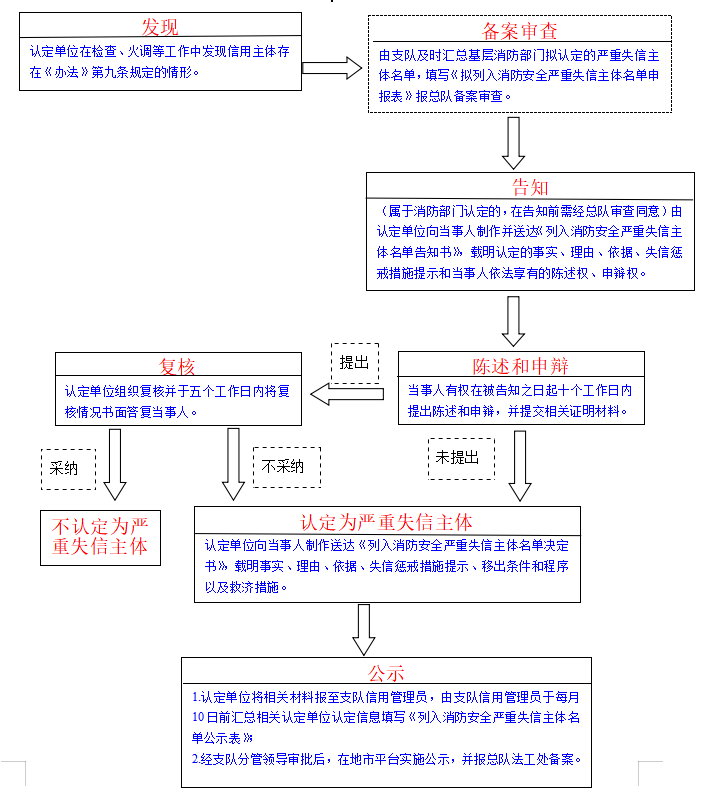 发现
认定单位在检查、火调等工作中发现信用主体存
在《办法》第九条规定的情形。
备案审查
由支队及时汇总基层消防部门拟认定的严重失信主
体名单，填写《拟列入消防安全严重失信主体名单申
报表》报总队备案审查。
告知
（属于消防部门认定的，在告知前需经总队审查同意）由
认定单位向当事人制作并送达《列入消防安全严重失信主
体名单告知书》，载明认定的事实、理由、依据、失信惩
戒措施提示和当事人依法享有的陈述权、申辩权。
陈述和申辩
当事人有权在被告知之日起十个工作日内
提出陈述和申辩，并提交相关证明材料。
提出
复核
认定单位组织复核并于五个工作日内将复
核情况书面答复当事人。
采纳
不采纳
未提出
不认定为严
重失信主体
认定为严重失信主体
认定单位向当事人制作送达《列入消防安全严重失信主体名单决定
书》，载明事实、理由、依据、失信惩戒措施提示、移出条件和程序
以及救济措施。
公示
1.认定单位将相关材料报至支队信用管理员，由支队信用管理员于每月
10日前汇总相关认定单位认定信息填写《列入消防安全严重失信主体名
单公示表》；
2.经支队分管领导审批后，在地市平台实施公示，并报总队法工处备案。